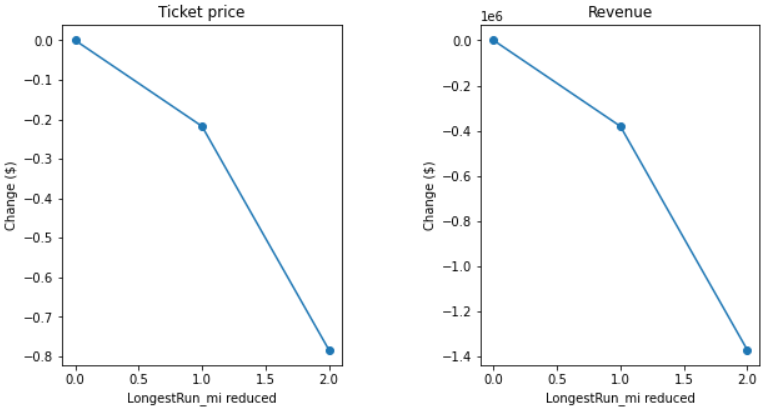 Ticket price
0.0
−0.1
−0.2
−0.3
−0.4
−0.5
−0.6
−0.7
−0.8
Change ($)
0.0 0.5 1.0 1.5 2.0
LongestRun_mi reduced
Revenue
1e6
0.0
−0.2
−0.4
−0.6
−0.8
−1.0
−1.2
−1.4
Change ($)
0.0 0.5 1.0 1.5 2.0
LongestRun_mi reduced